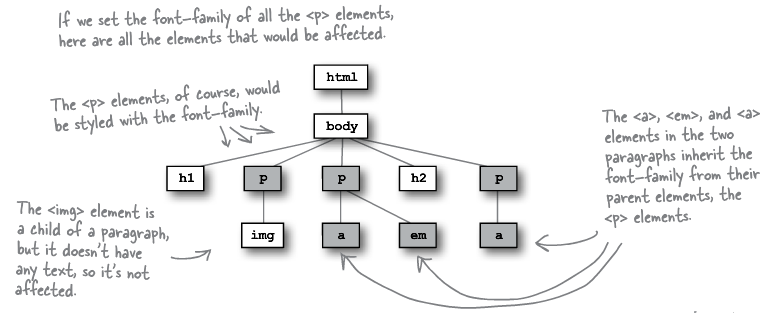 If we set the font-family of all the <p> elements,
here are all the elements that would be affected.
html
The <p> elements, of course, would
be styled with the font-family.
body
The <a>, <em>, and <a>
elements in the two
paragraphs inherit the
font-family from their
parent elements, the
<p> elements.
h1
p
p
h2
p
The <img> element is
a child of a paragraph,
but it doesn't have
any text, so it's not
affected.
img
a
em
a